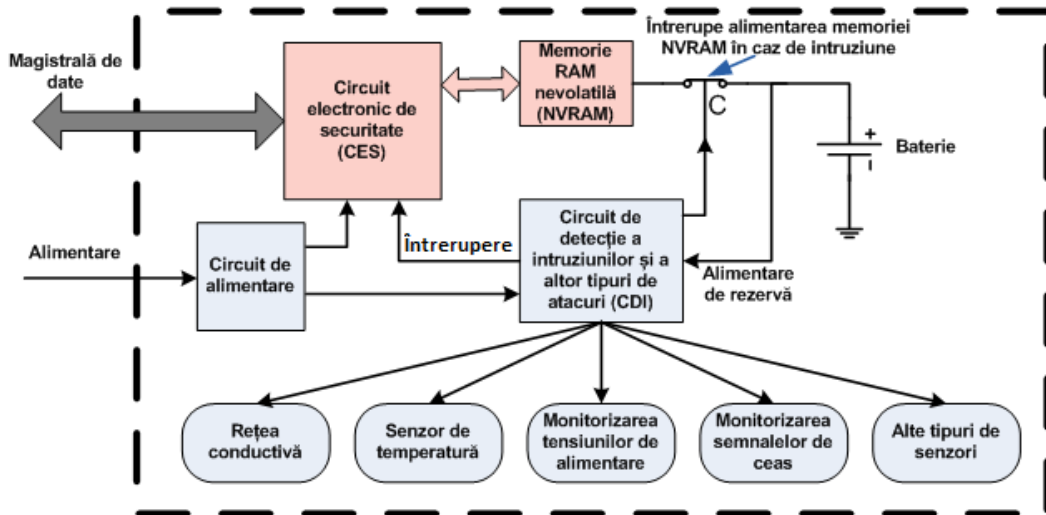 Magistrală de
date
Circuit
electronic de
securitate
(CES)
Memorie
RAM
nevolatilă
(NVRAM)
Întrerupe alimentarea memoriei
NVRAM în caz de intruziune
C
+
Baterie
Alimentare
Circuit de
alimentare
Întrerupere
Circuit de
detecție a
intruziunilor și a
altor tipuri de
atacuri (CDI)
Alimentare
de rezervă
Rețea
conductivă
Senzor de
temperatură
Monitorizarea
tensiunilor de
alimentare
Monitorizarea
semnalelor de
ceas
Alte tipuri de
senzori